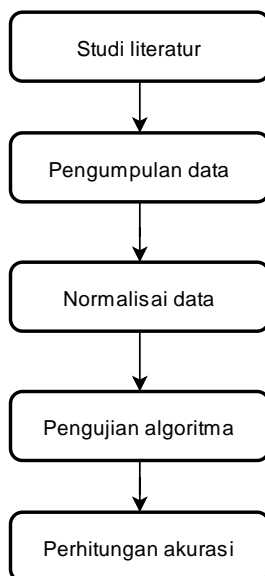 Studi literatur
Pengumpulan data
Normalisai data
Pengujian algoritma
Perhitungan akurasi